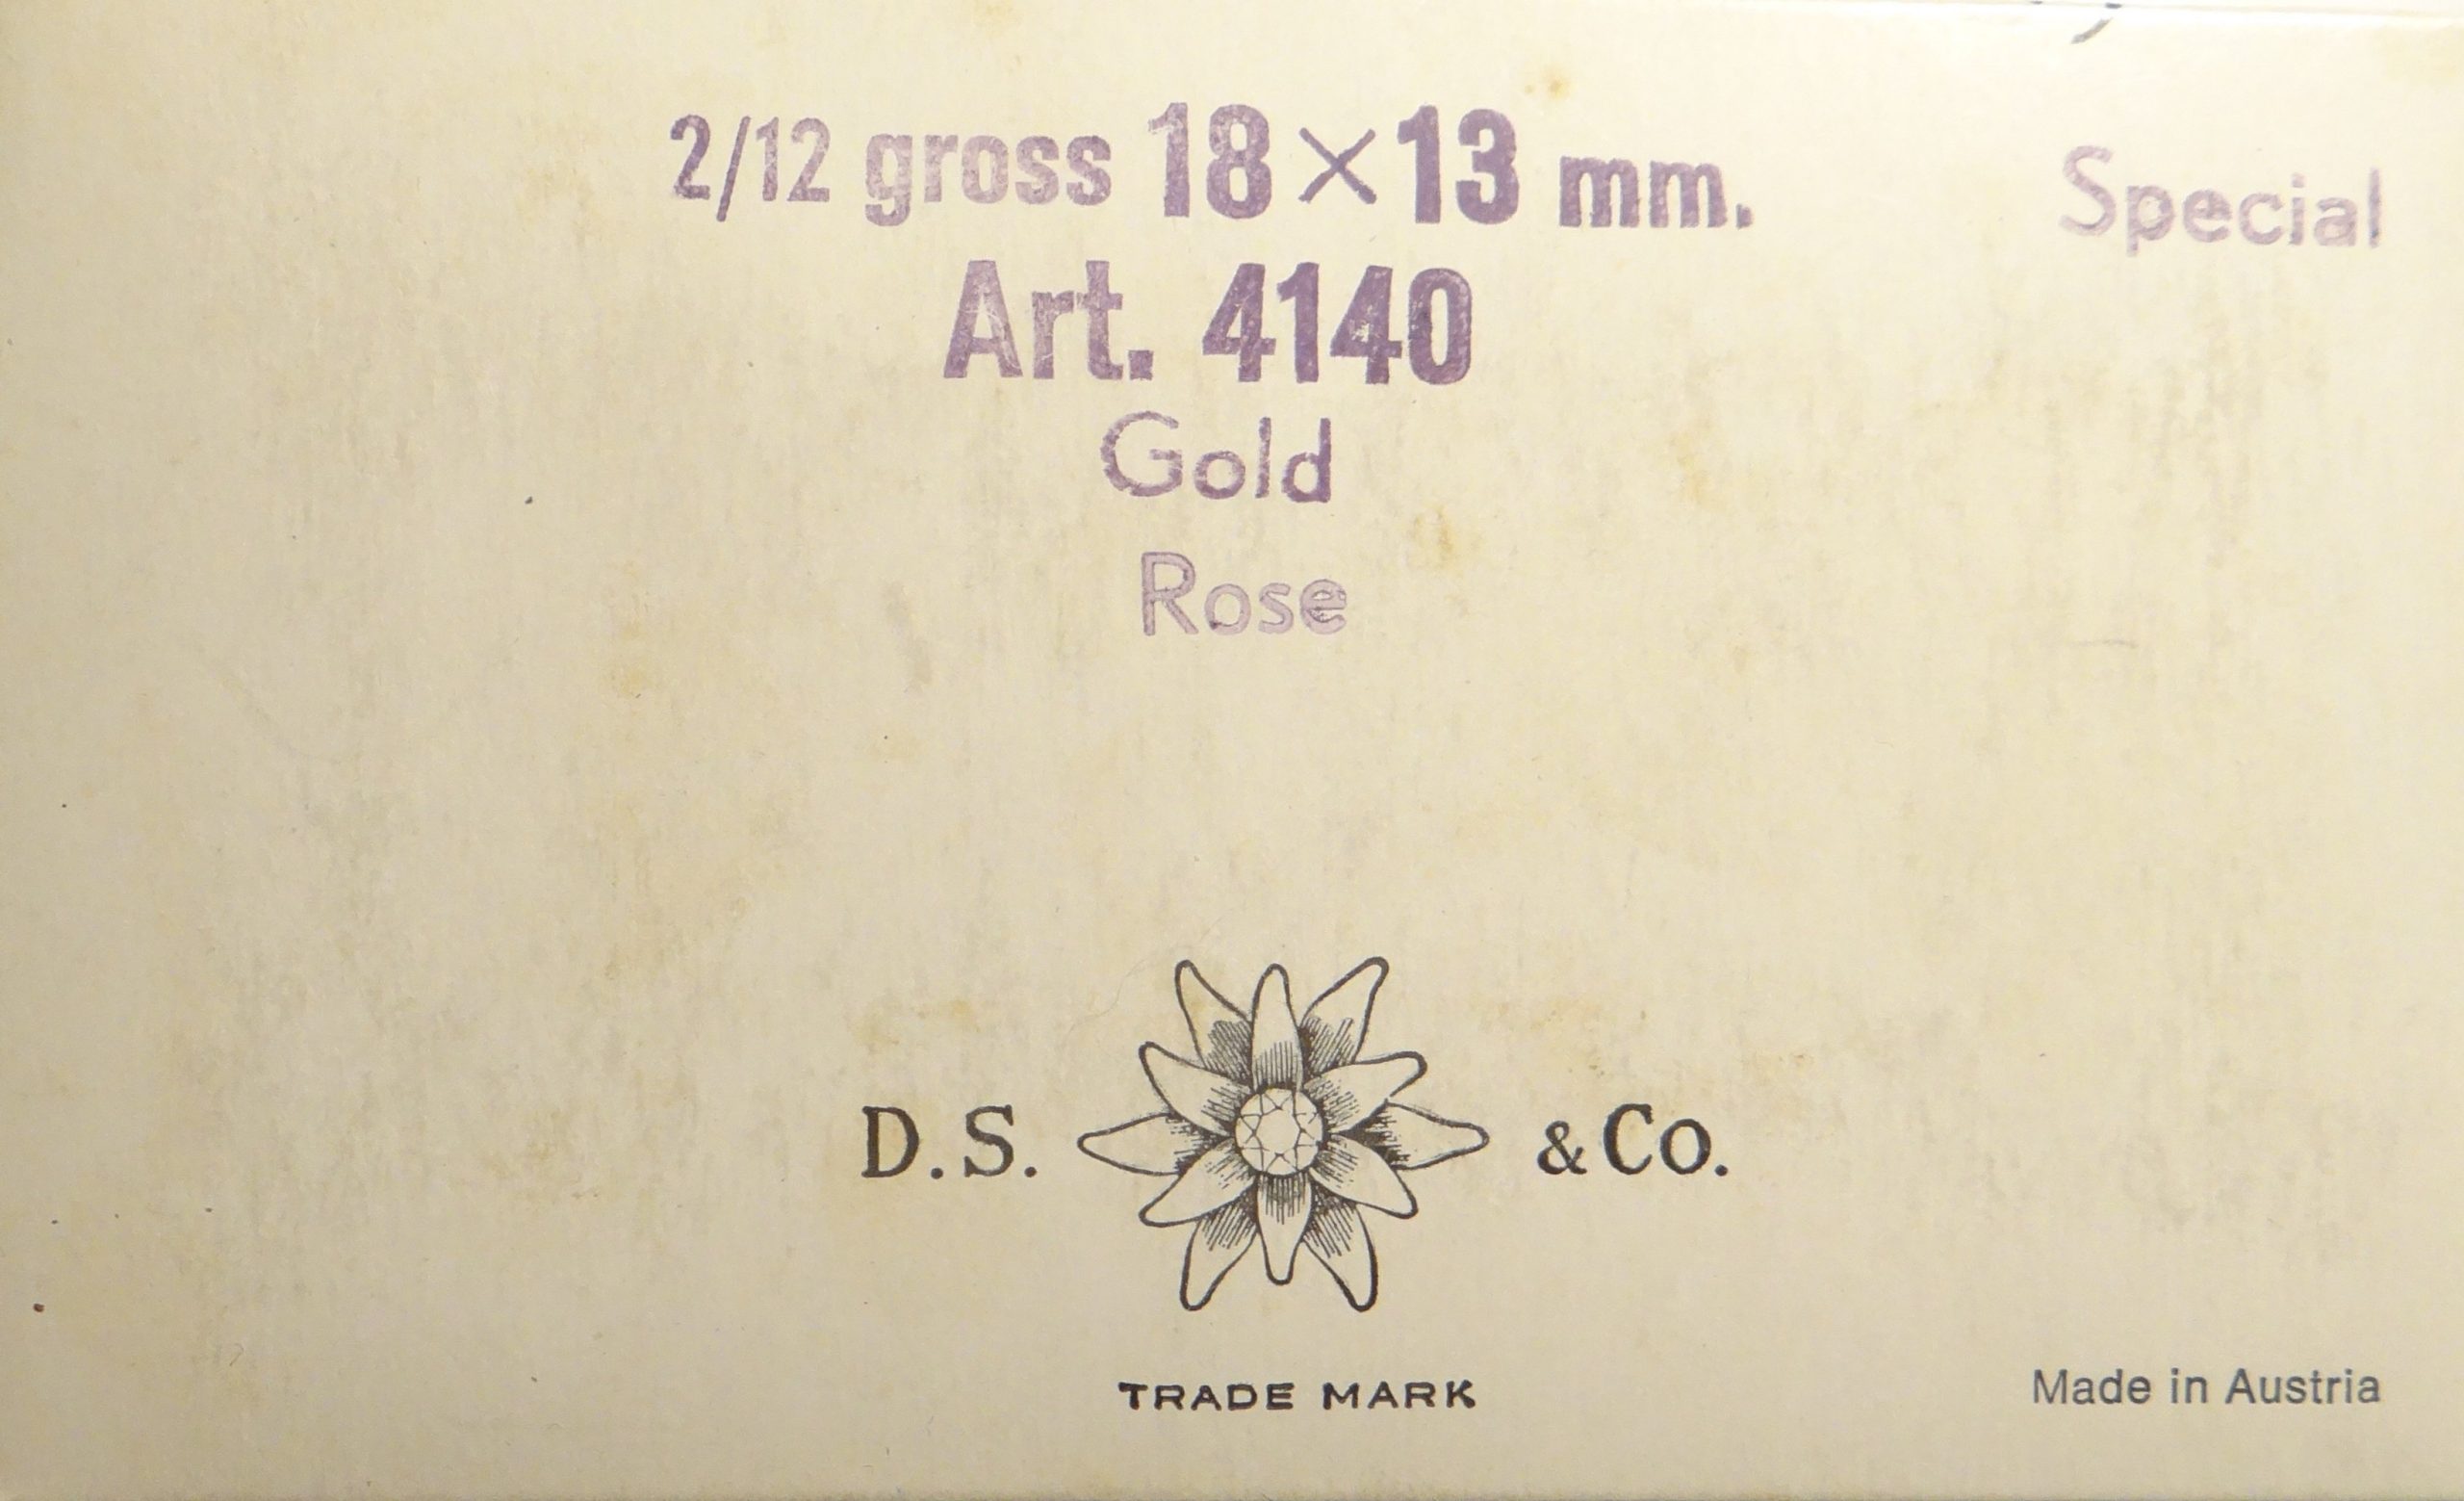 2/12 gross 18×13 mm. Special
Art. 4140
Gold
Rose
D.S. &Co.
TRADE MARK
Made in Austria